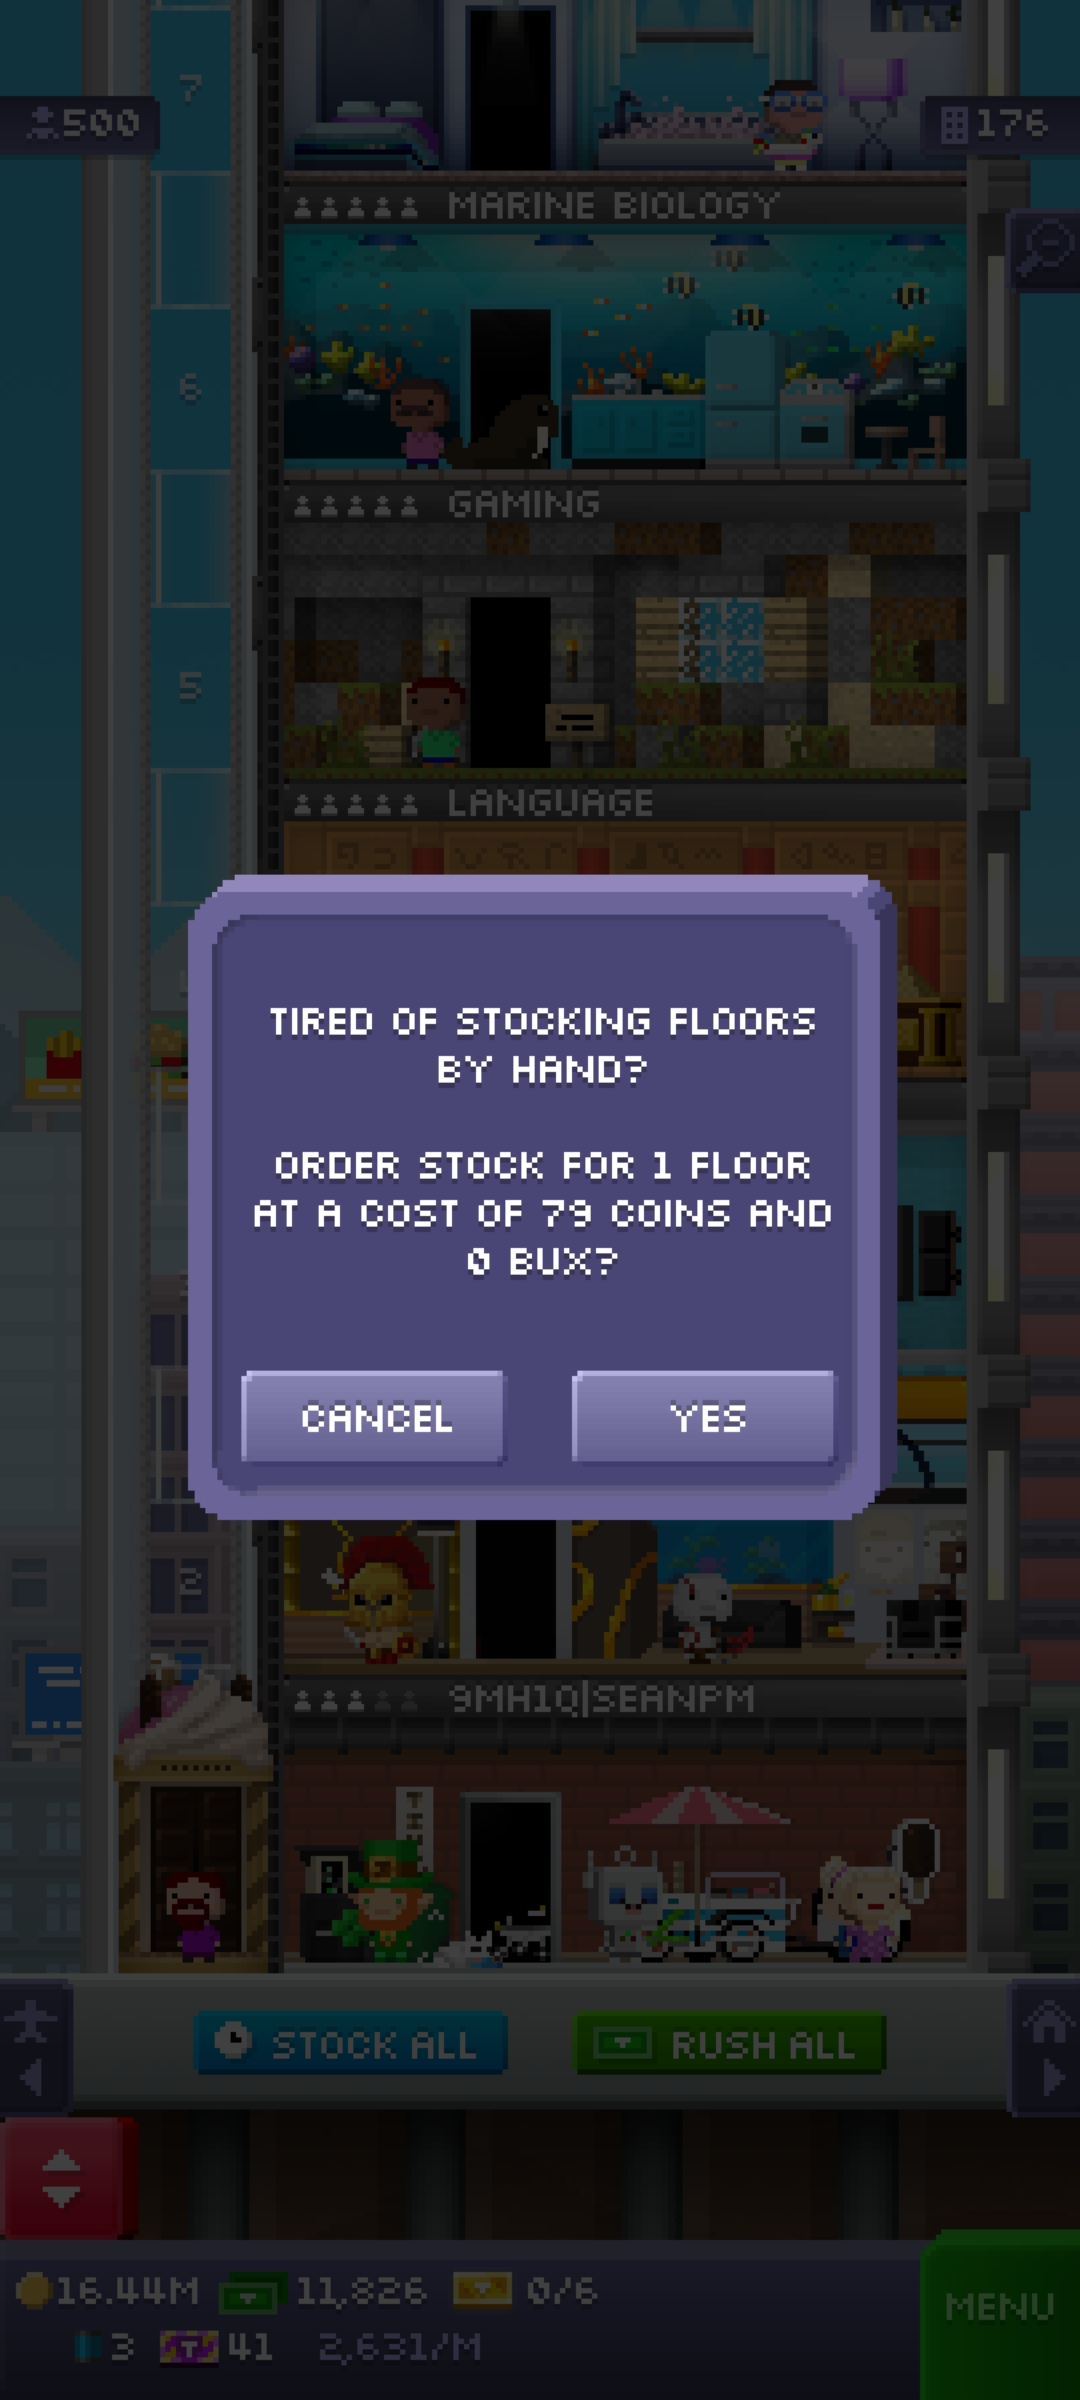 7
500
176
MARINE BIOLOGY
6
GAMING
5
LANGUAGE
TIRED OF STOCKING FLOORS
BY HAND?
ORDER STOCK FOR 1 FLOOR
AT A COST OF 79 COINS AND
0 BUX?
CANCEL
YES
2
9MH1Q|SEANPM
STOCK ALL
RUSH ALL
16.44M
11,826
0/6
MENU
3
41
2,631/M